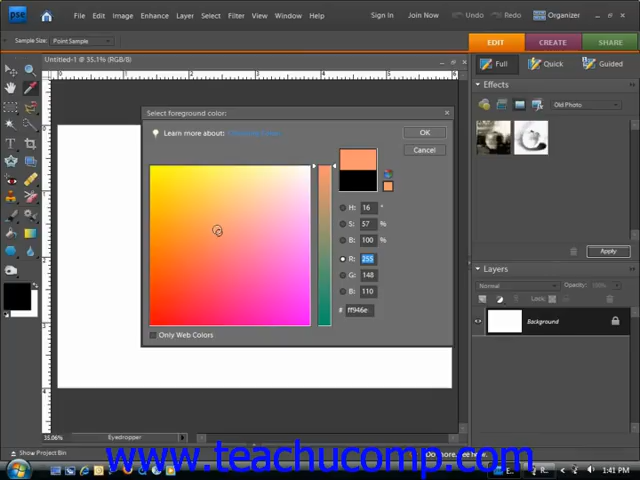 pse File Edit Image Enhance Layer Select Filter View Window Help Sign In Join Now Undo Redo Organizer
Sample Size: Point Sample
EDIT CREATE SHARE
Untitled-1 @ 35.1% (RGB/8)
Full Quick Guided
Effects
Select foreground color:
Old Photo
Learn more about:
OK
Cancel
H: 16 °
S: 57 %
B: 100 %
R: 255
G: 148
B: 110
# ff946e
Only Web Colors
Apply
Layers
Normal Opacity:
Lock:
Background
35.06% Eyedropper
Show Project Bin
www.teachucomp.com
1:41 PM